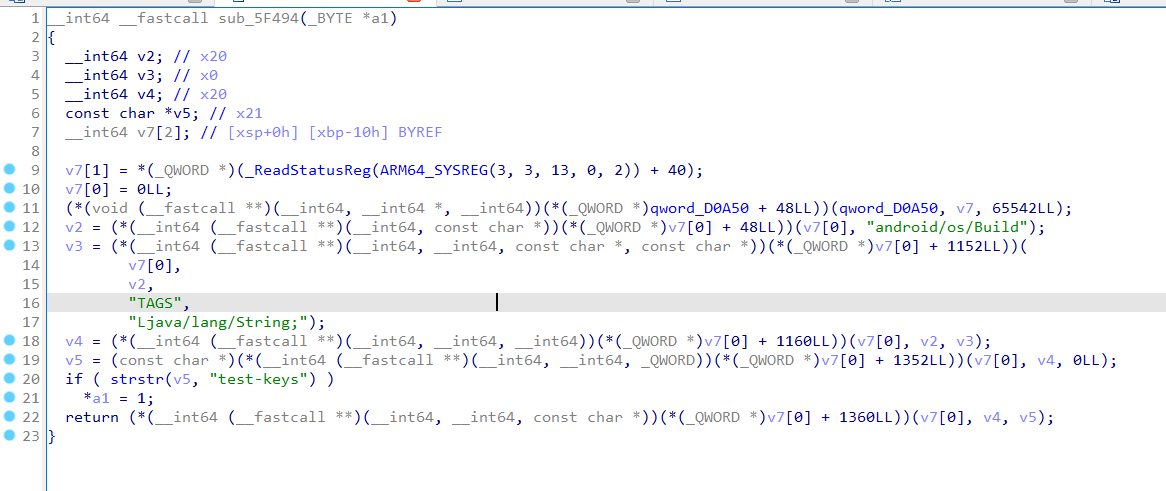 1 __int64 __fastcall sub_5F494(_BYTE *a1)
2 {
3 __int64 v2; // x20
4 __int64 v3; // x0
5 __int64 v4; // x20
6 const char *v5; // x21
7 __int64 v7[2]; // [xsp+0h] [xbp-10h] BYREF
8
9 v7[1] = *(_QWORD *)(_ReadStatusReg(ARM64_SYSREG(3, 3, 13, 0, 2)) + 40);
10 v7[0] = 0LL;
11 (*(void (__fastcall **)(__int64, __int64 *, __int64))(*(_QWORD *)qword_D0A50 + 48LL))(qword_D0A50, v7, 65542LL);
12 v2 = (*(__int64 (__fastcall **)(__int64, const char *))(*(_QWORD *)v7[0] + 48LL))(v7[0], "android/os/Build");
13 v3 = (*(__int64 (__fastcall **)(__int64, __int64, const char *, const char *))(*(_QWORD *)v7[0] + 1152LL))(
14 v7[0],
15 v2,
16 "TAGS",
17 "Ljava/lang/String;");
18 v4 = (*(__int64 (__fastcall **)(__int64, __int64, __int64))(*(_QWORD *)v7[0] + 1160LL))(v7[0], v2, v3);
19 v5 = (const char *)(*(__int64 (__fastcall **)(__int64, __int64, _QWORD))(*(_QWORD *)v7[0] + 1352LL))(v7[0], v4, 0LL);
20 if ( strstr(v5, "test-keys") )
21 *a1 = 1;
22 return (*(__int64 (__fastcall **)(__int64, __int64, const char *))(*(_QWORD *)v7[0] + 1360LL))(v7[0], v4, v5);
23 }